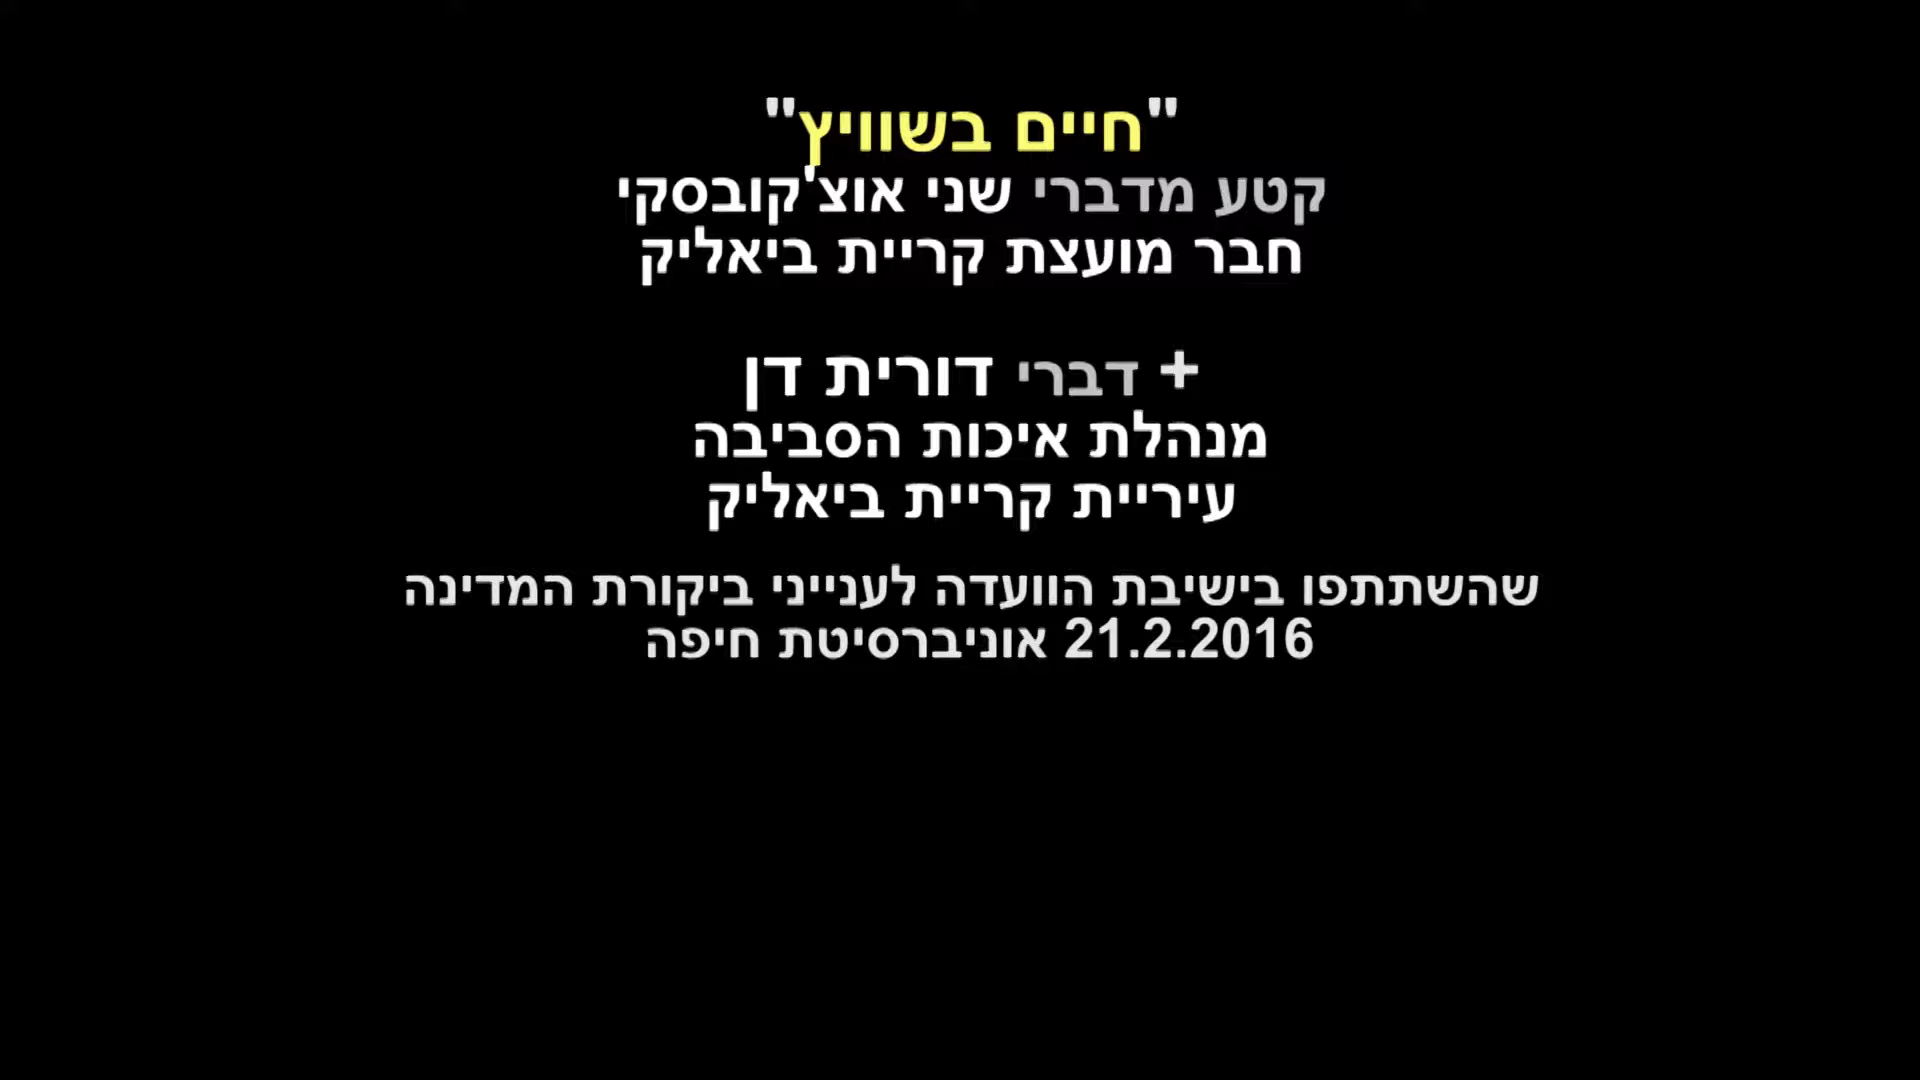 "חיים בשוויץ"
קטע מדברי שני אוצ'קובסקי
חבר מועצת קריית ביאליק
+ דברי דורית דן
מנהלת איכות הסביבה
עיריית קריית ביאליק
שהשתתפו בישיבת הוועדה לענייני ביקורת המדינה
21.2.2016 אוניברסיטת חיפה